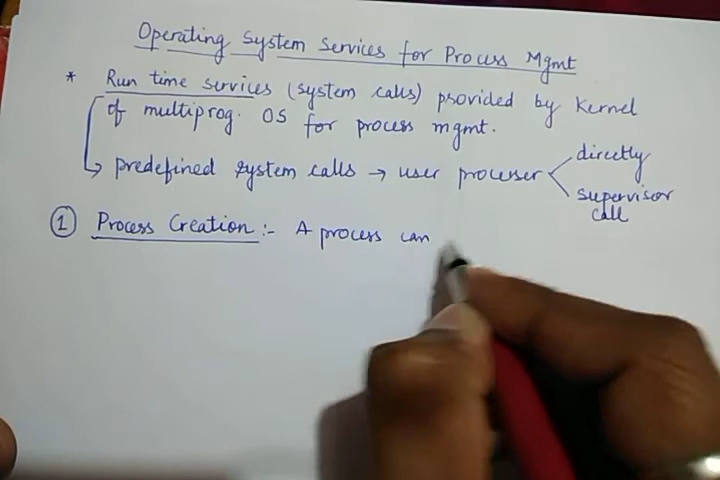 Operating System Services for Process Mgmt
* Run time services (system calls) provided by Kernel
of multiprog. OS for process mgmt.
predefined system calls → user processer
directly
supervisor
call
① Process Creation :- A process can